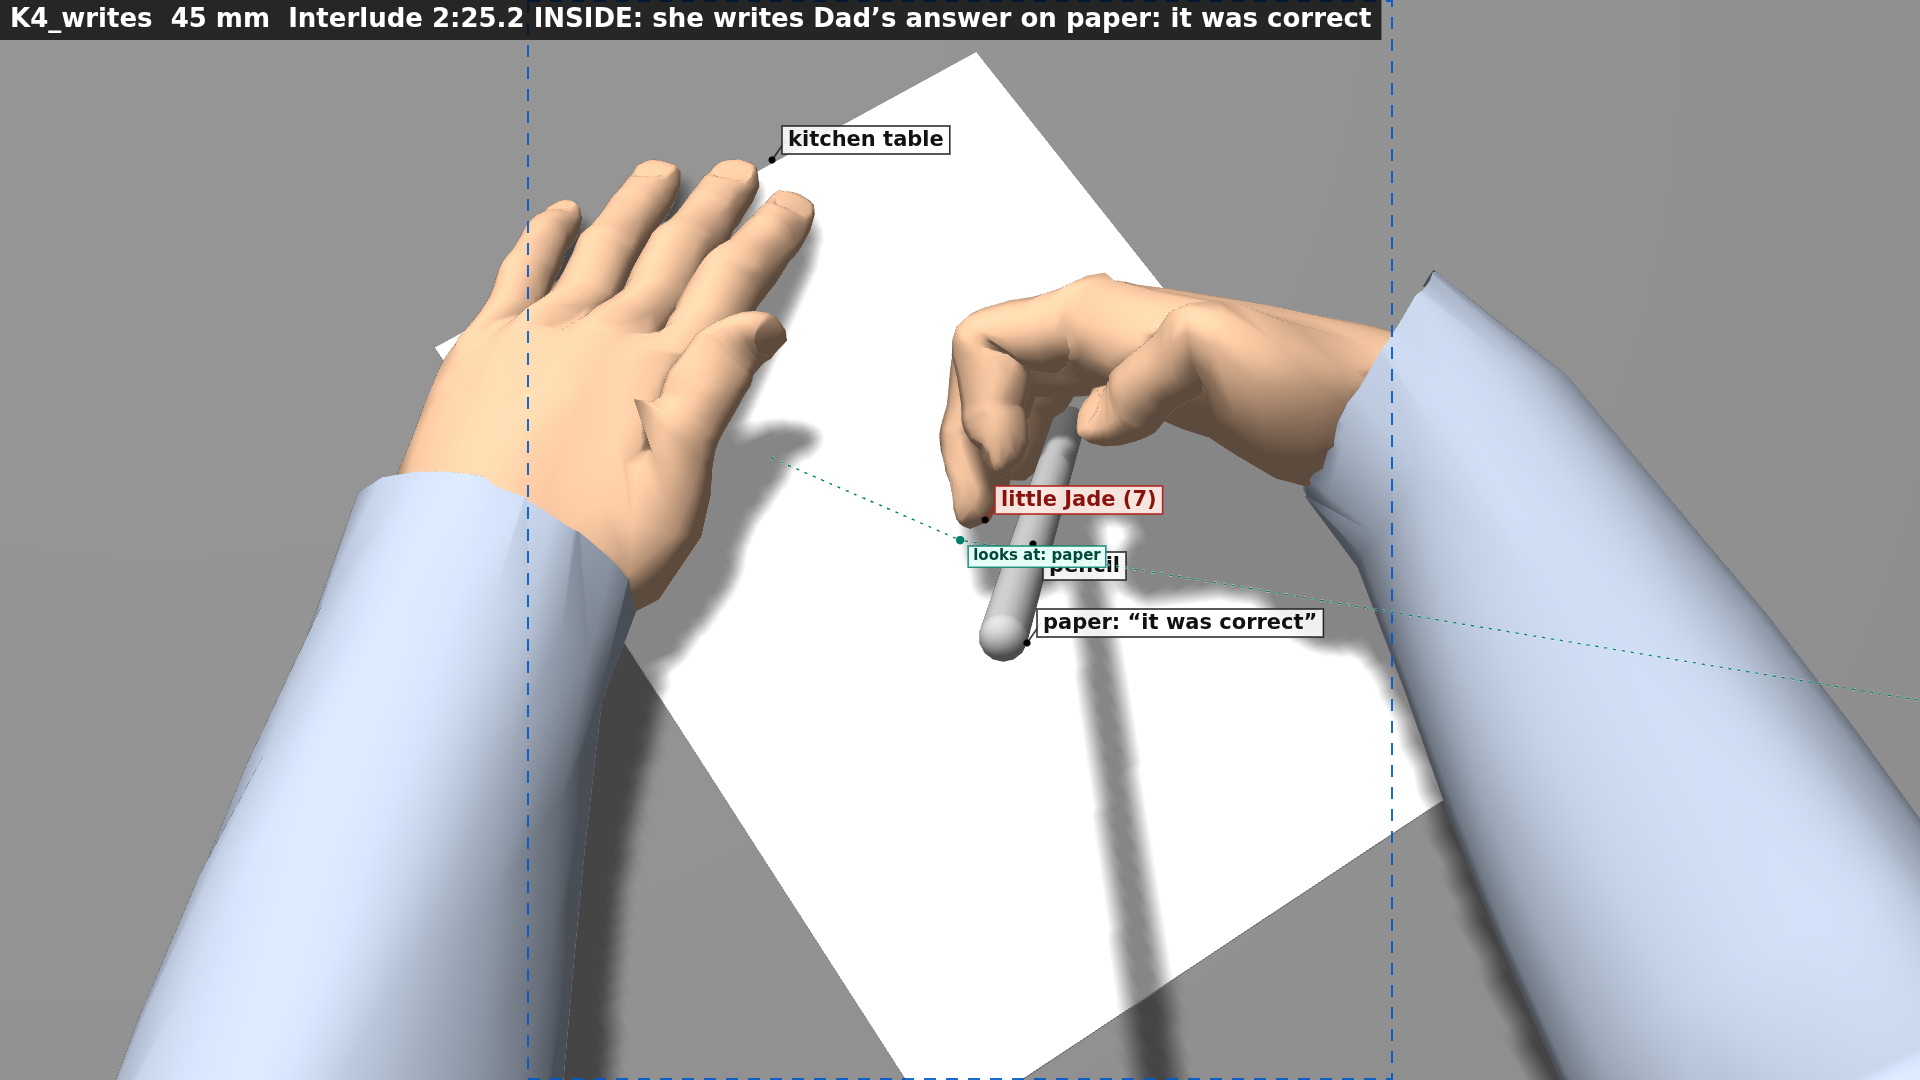 K4_writes 45 mm Interlude 2:25.2 INSIDE: she writes Dad’s answer on paper: it was correct
kitchen table
little Jade (7)
looks at: paper
pencil
paper: “it was correct”